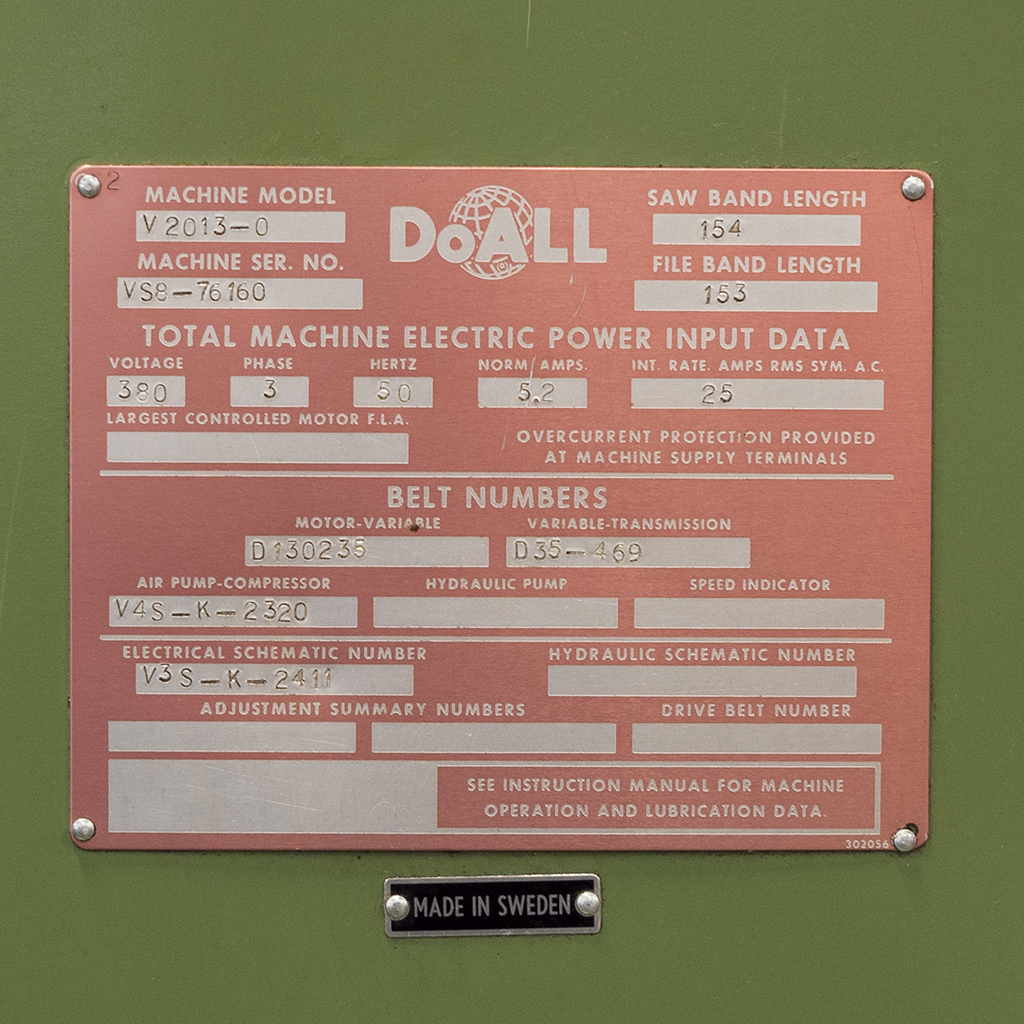 2
MACHINE MODEL
V2013-0
MACHINE SER. NO.
VS8-76160
DoALL
SAW BAND LENGTH
154
FILE BAND LENGTH
153
TOTAL MACHINE ELECTRIC POWER INPUT DATA
VOLTAGE PHASE HERTZ NORM. AMPS. INT. RATE. AMPS RMS SYM. A.C.
380 3 50 5.2 25
LARGEST CONTROLLED MOTOR F.L.A.
OVERCURRENT PROTECTION PROVIDED
AT MACHINE SUPPLY TERMINALS
BELT NUMBERS
MOTOR-VARIABLE VARIABLE-TRANSMISSION
D130235 D35-469
AIR PUMP-COMPRESSOR HYDRAULIC PUMP SPEED INDICATOR
V4S-K-2320
ELECTRICAL SCHEMATIC NUMBER HYDRAULIC SCHEMATIC NUMBER
V3S-K-2411
ADJUSTMENT SUMMARY NUMBERS DRIVE BELT NUMBER
SEE INSTRUCTION MANUAL FOR MACHINE
OPERATION AND LUBRICATION DATA.
302056
MADE IN SWEDEN